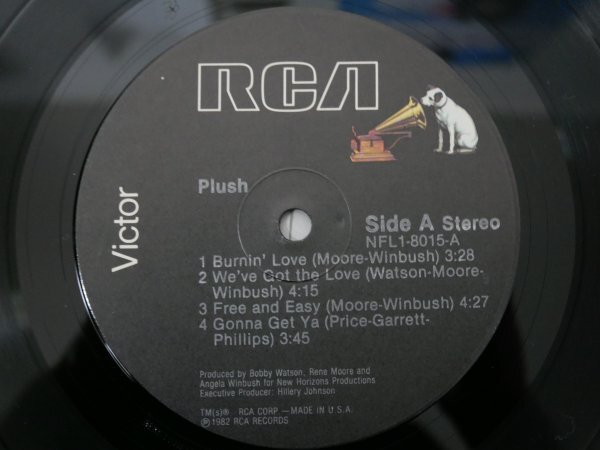 RCA
Victor
Plush
Side A Stereo
NFL1-8015-A
1 Burnin' Love (Moore-Winbush) 3:28
2 We've Got the Love (Watson-Moore-
Winbush) 4:15
3 Free and Easy (Moore-Winbush) 4:27
4 Gonna Get Ya (Price-Garrett-
Phillips) 3:45
Produced by Bobby Watson, Rene Moore and
Angela Winbush for New Horizons Productions
Executive Producer: Hillery Johnson
TM(s)® RCA CORP —MADE IN U.S.A.
℗1982 RCA RECORDS